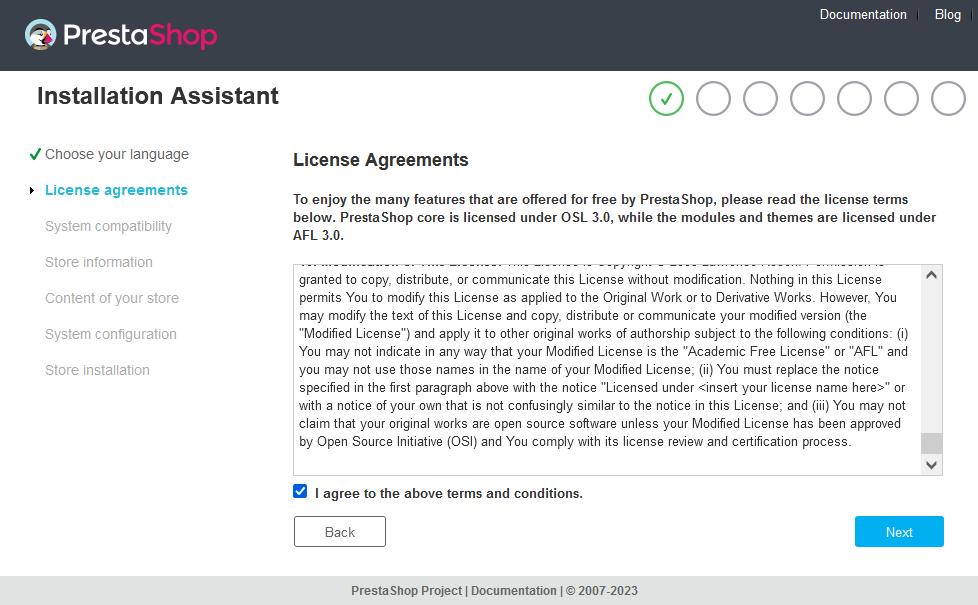 Documentation
Blog
PrestaShop
Installation Assistant
Choose your language
License agreements
System compatibility
Store information
Content of your store
System configuration
Store installation
License Agreements
To enjoy the many features that are offered for free by PrestaShop, please read the license terms
below. PrestaShop core is licensed under OSL 3.0, while the modules and themes are licensed under
AFL 3.0.
granted to copy, distribute, or communicate this License without modification. Nothing in this License
permits You to modify this License as applied to the Original Work or to Derivative Works. However, You
may modify the text of this License and copy, distribute or communicate your modified version (the
"Modified License") and apply it to other original works of authorship subject to the following conditions: (i)
You may not indicate in any way that your Modified License is the "Academic Free License" or "AFL" and
you may not use those names in the name of your Modified License; (ii) You must replace the notice
specified in the first paragraph above with the notice "Licensed under <insert your license name here>" or
with a notice of your own that is not confusingly similar to the notice in this License; and (iii) You may not
claim that your original works are open source software unless your Modified License has been approved
by Open Source Initiative (OSI) and You comply with its license review and certification process.
I agree to the above terms and conditions.
Back
Next
PrestaShop Project | Documentation | © 2007-2023